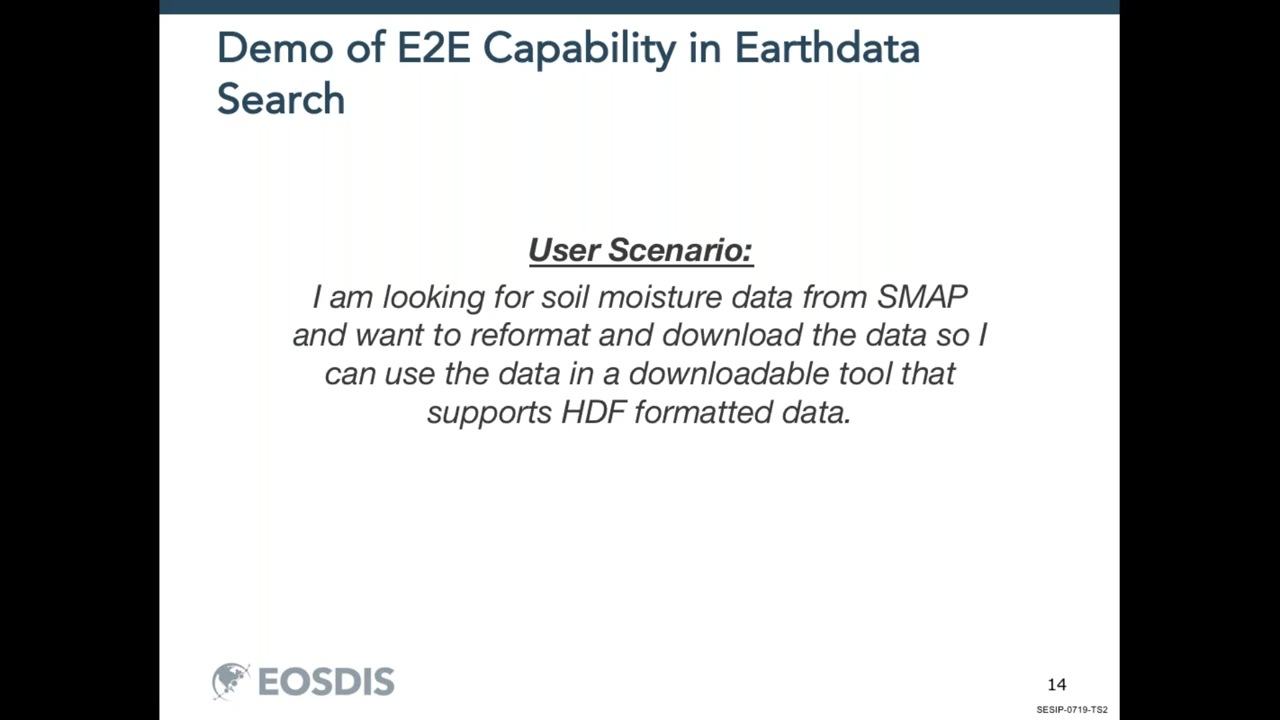 Demo of E2E Capability in Earthdata
Search
User Scenario:
I am looking for soil moisture data from SMAP
and want to reformat and download the data so I
can use the data in a downloadable tool that
supports HDF formatted data.
EOSDIS
14
SESIP-0719-TS2